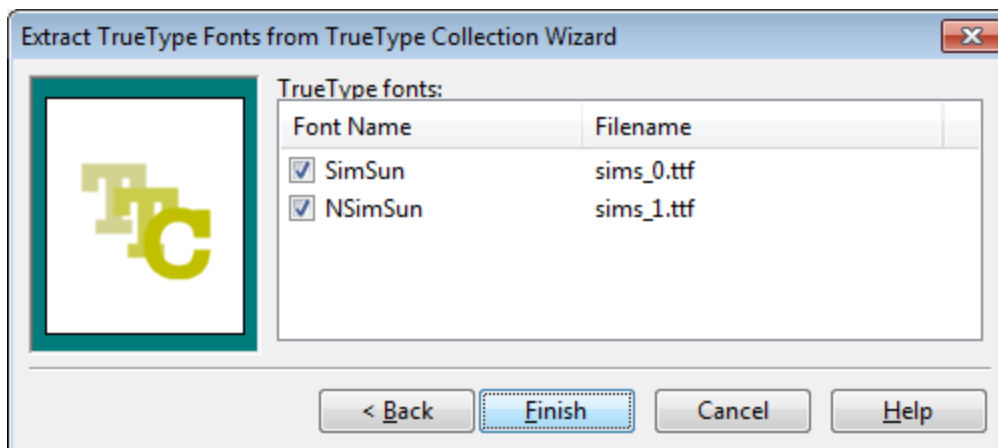 Extract TrueType Fonts from TrueType Collection Wizard
TrueType fonts:
Font Name Filename
SimSun sims_0.ttf
NSimSun sims_1.ttf
TTC
< Back Finish Cancel Help